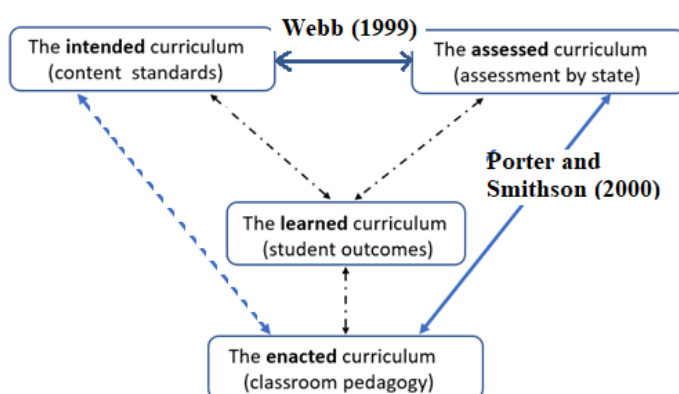 Webb (1999)
The intended curriculum
(content standards)
The assessed curriculum
(assessment by state)
Porter and
Smithson (2000)
The learned curriculum
(student outcomes)
The enacted curriculum
(classroom pedagogy)